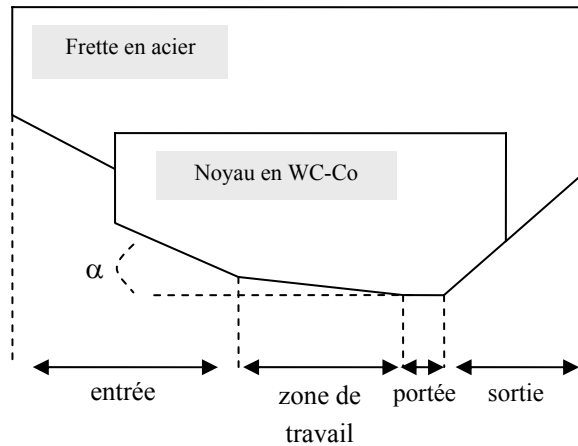 Frette en acier
Noyau en WC-Co
α
entrée
zone de
travail
portée
sortie